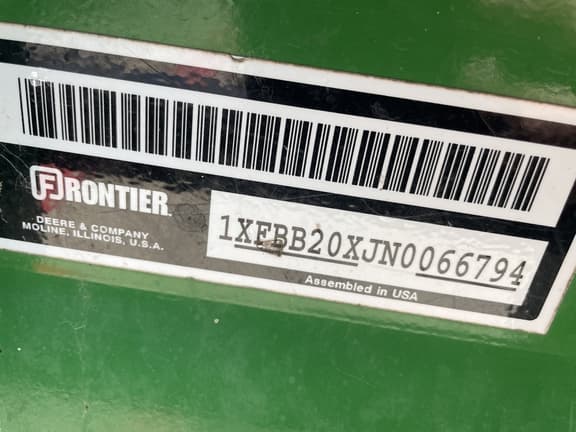 FRONTIER
DEERE & COMPANY
MOLINE, ILLINOIS, U.S.A.
1XFBB20XJN0066794
Assembled in USA